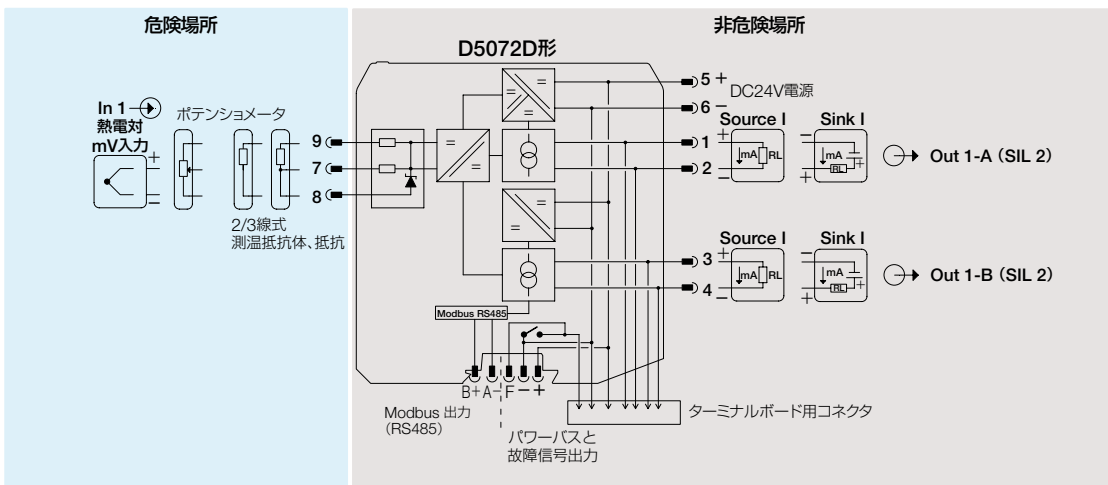 危険場所
非危険場所
D5072D形
In 1
熱電対
mV入力
+
−
ポテンショメータ
2/3線式
測温抵抗体、抵抗
9
7
8
5 +
6 −
DC24V電源
1
2
Source I
+
mA
RL
−
Sink I
−
mA
RL
+
+
Out 1-A（SIL 2）
3
4
Source I
+
mA
RL
−
Sink I
−
mA
RL
+
+
Out 1-B（SIL 2）
Modbus RS485
B+ A− F − +
Modbus 出力
（RS485）
パワーバスと
故障信号出力
ターミナルボード用コネクタ